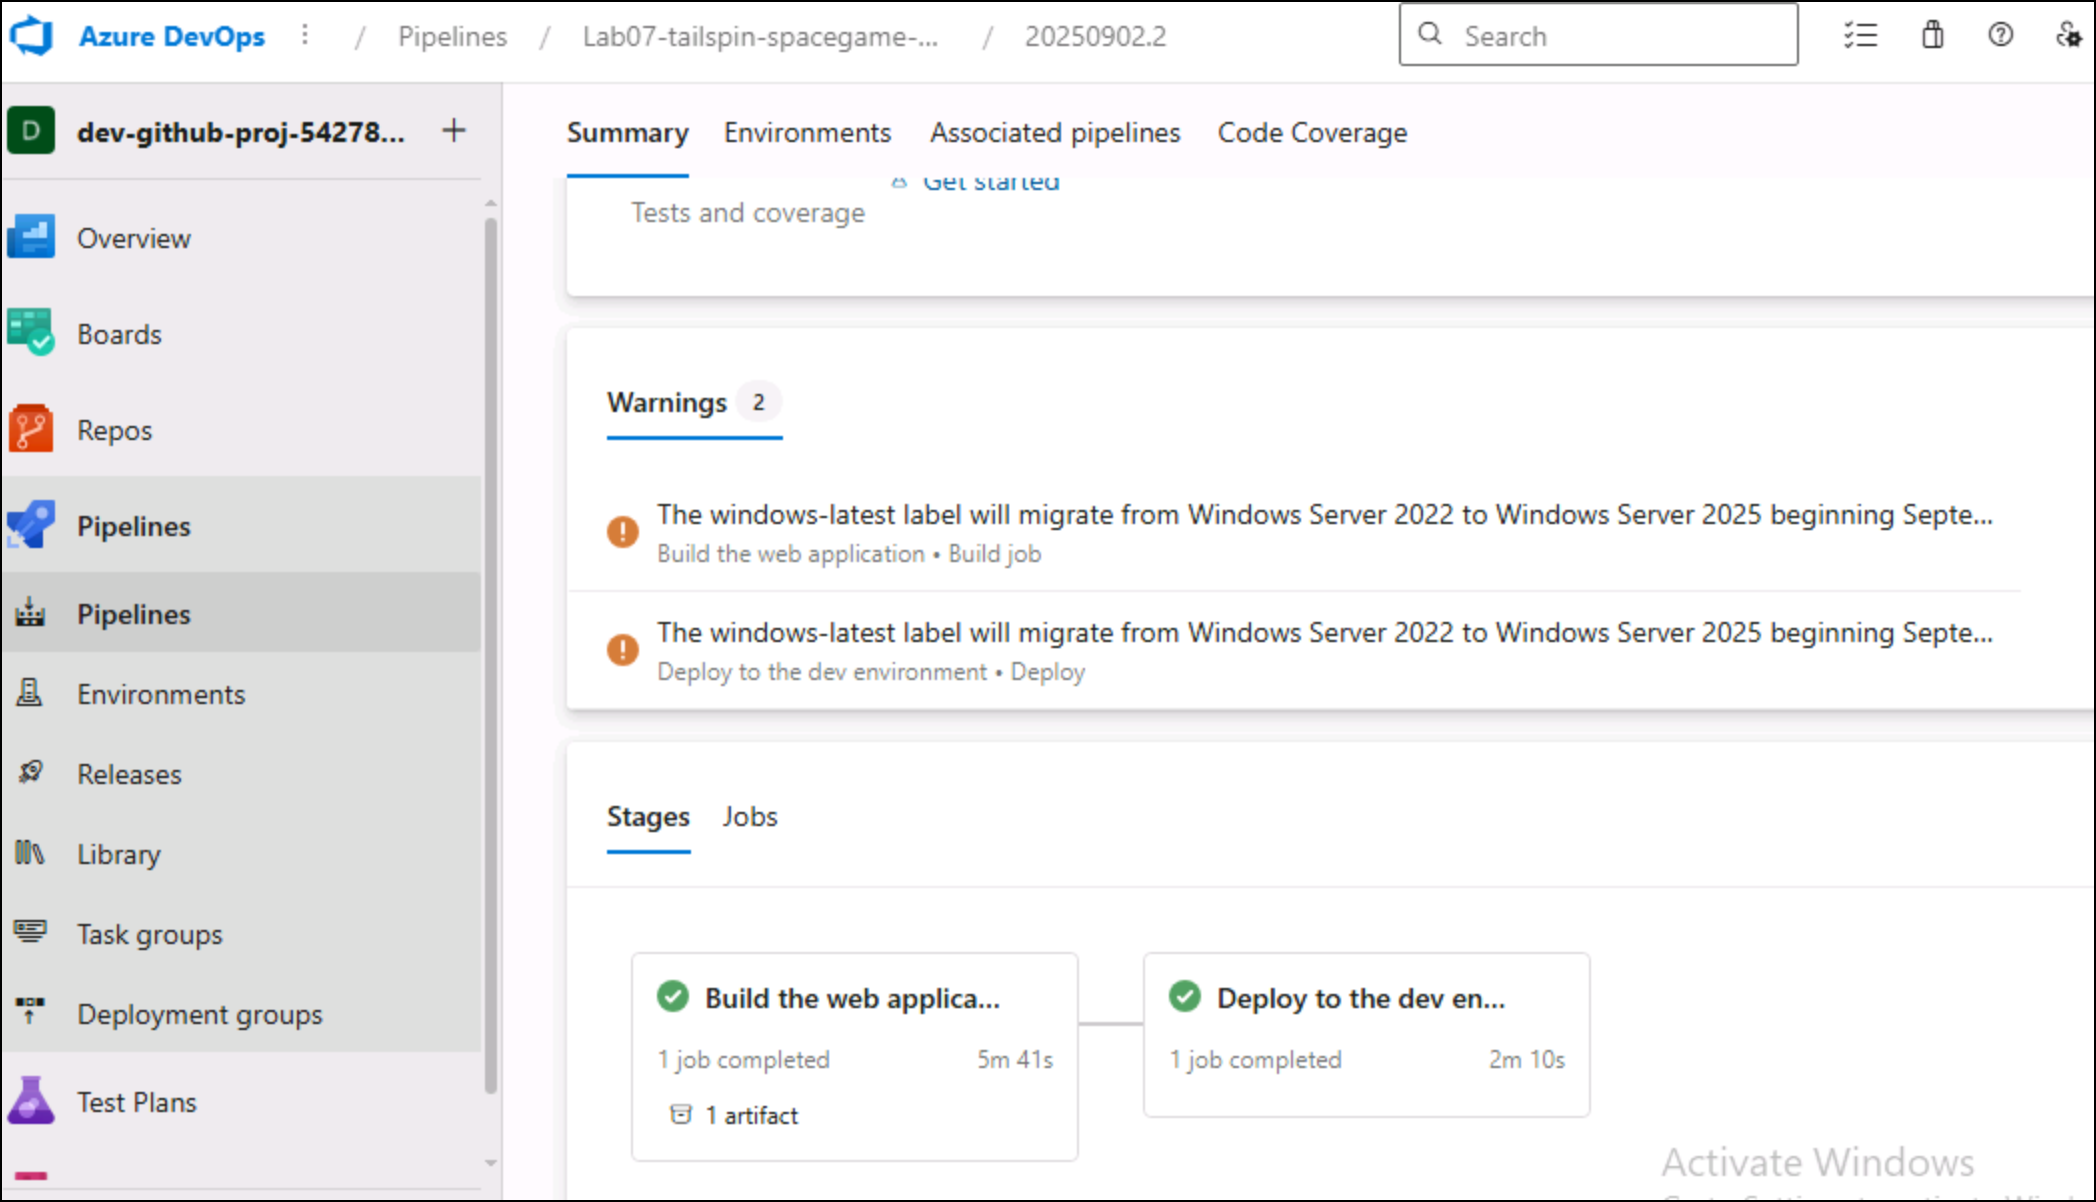 Azure DevOps / Pipelines / Lab07-tailspin-spacegame-... / 20250902.2 Search
D dev-github-proj-54278... +
Summary Environments Associated pipelines Code Coverage
Get started
Tests and coverage
Overview
Boards
Repos
Pipelines
Pipelines
Environments
Releases
Library
Task groups
Deployment groups
Test Plans
Warnings 2
The windows-latest label will migrate from Windows Server 2022 to Windows Server 2025 beginning Septe...
Build the web application • Build job
The windows-latest label will migrate from Windows Server 2022 to Windows Server 2025 beginning Septe...
Deploy to the dev environment • Deploy
Stages Jobs
Build the web applica...
1 job completed 5m 41s
1 artifact
Deploy to the dev en...
1 job completed 2m 10s
Activate Windows